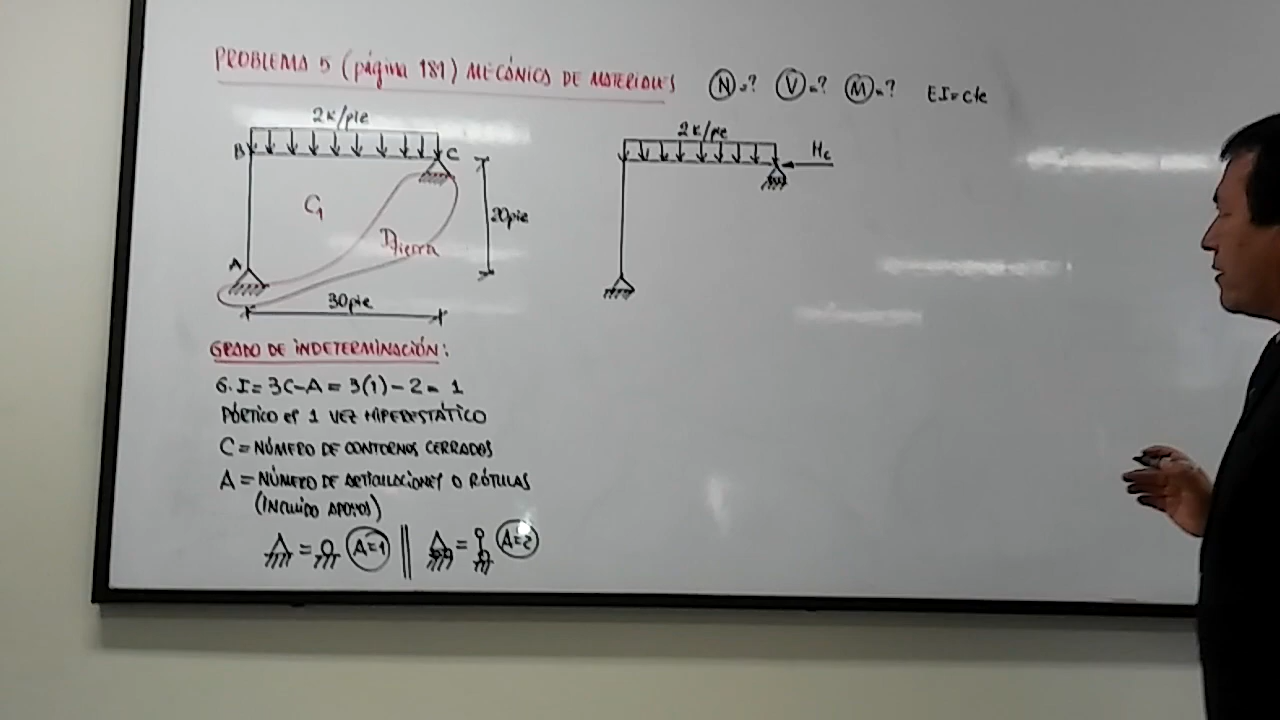 PROBLEMA 5 (página 181) MECÁNICA DE MATERIALES
N=? V=? M=? EI=cte
2k/pie
B
C
C1
Tierra
A
20pie
30pie
2k/pie
Hc
GRADO DE INDETERMINACIÓN:
G.I= 3C-A = 3(1)-2 = 1
PÓRTICO ES 1 VEZ HIPERESTÁTICO
C = NÚMERO DE CONTORNOS CERRADOS
A = NÚMERO DE ARTICULACIONES O RÓTULAS
(INCLUIDO APOYOS)
= A=1 || = A=2